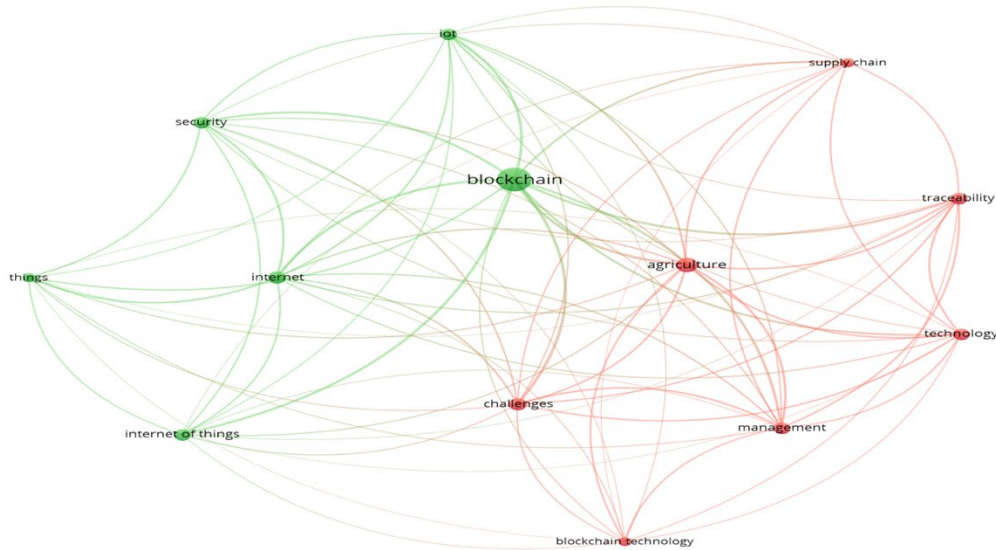 iot
supply chain
security
blockchain
traceability
agriculture
things
internet
technology
challenges
management
internet of things
blockchain technology